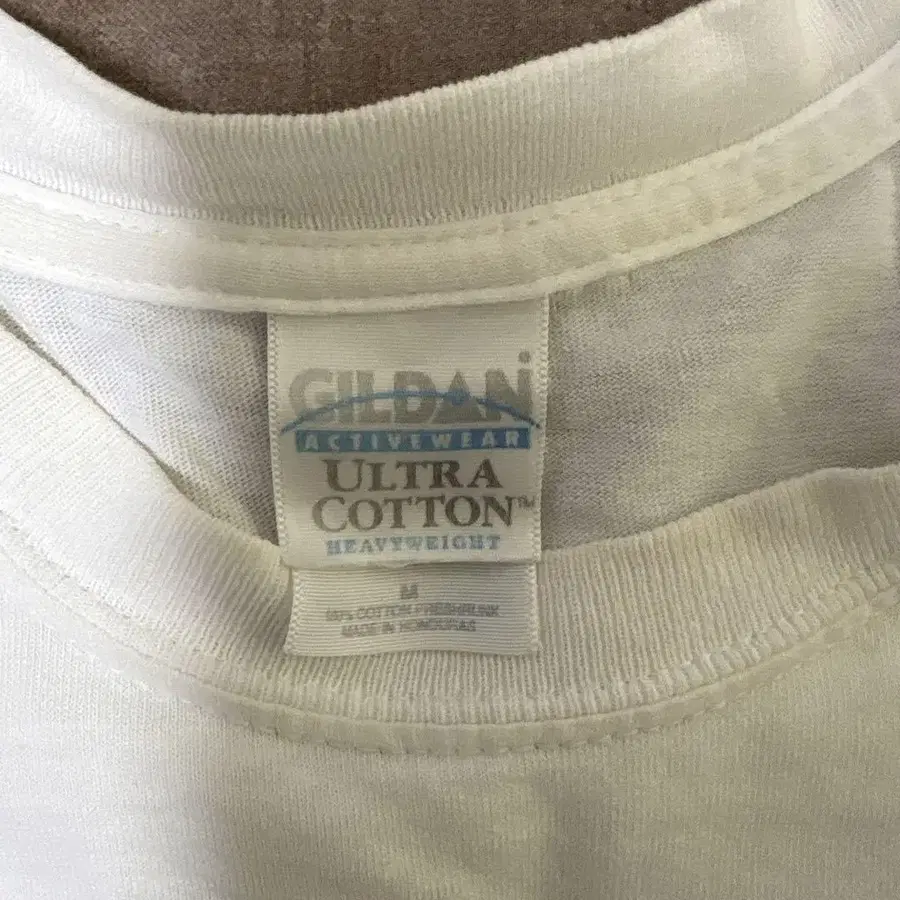 GILDAN®
ACTIVEWEAR
ULTRA
COTTON™
HEAVYWEIGHT
M
100% COTTON PRESHRUNK
MADE IN HONDURAS